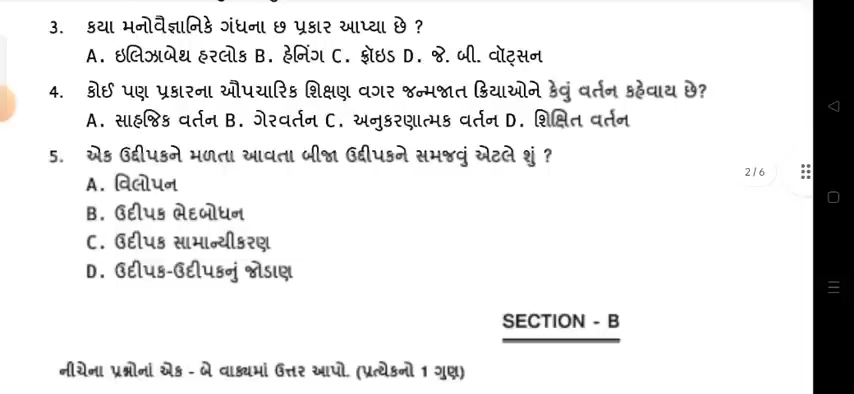 3. કયા મનોવૈજ્ઞાનિકે ગંધના છ પ્રકાર આપ્યા છે ?
A. ઇલિઝાબેથ હરલોક B. હેનિંગ C. ફ્રૉઇડ D. જે. બી. વૉટ્સન
4. કોઈ પણ પ્રકારના ઔપચારિક શિક્ષણ વગર જન્મજાત ક્રિયાઓને કેવું વર્તન કહેવાય છે?
A. સાહજિક વર્તન B. ગેરવર્તન C. અનુકરણાત્મક વર્તન D. શિક્ષિત વર્તન
5. એક ઉદ્દીપકને મળતા આવતા બીજા ઉદ્દીપકને સમજવું એટલે શું ?
2/6
A. વિલોપન
B. ઉદ્દીપક ભેદબોધન
C. ઉદ્દીપક સામાન્યીકરણ
D. ઉદ્દીપક-ઉદ્દીપકનું જોડાણ
SECTION - B
નીચેના પ્રશ્નોનાં એક - બે વાક્યમાં ઉત્તર આપો. (પ્રત્યેકનો 1 ગુણ)